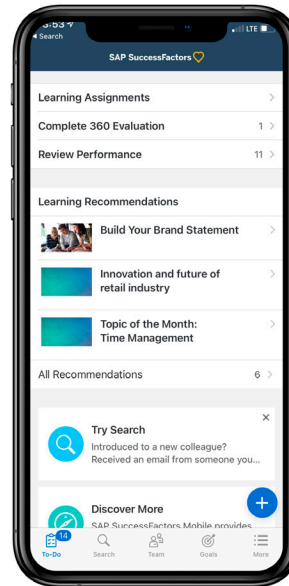 3:53
Search
LTE
SAP SuccessFactors
Learning Assignments
Complete 360 Evaluation 1
Review Performance 11
Learning Recommendations
Build Your Brand Statement
Innovation and future of
retail industry
Topic of the Month:
Time Management
All Recommendations 6
Try Search
Introduced to a new colleague?
Received an email from someone you...
Discover More
SAP SuccessFactors Mobile provides
14
To-Do Search Team Goals More